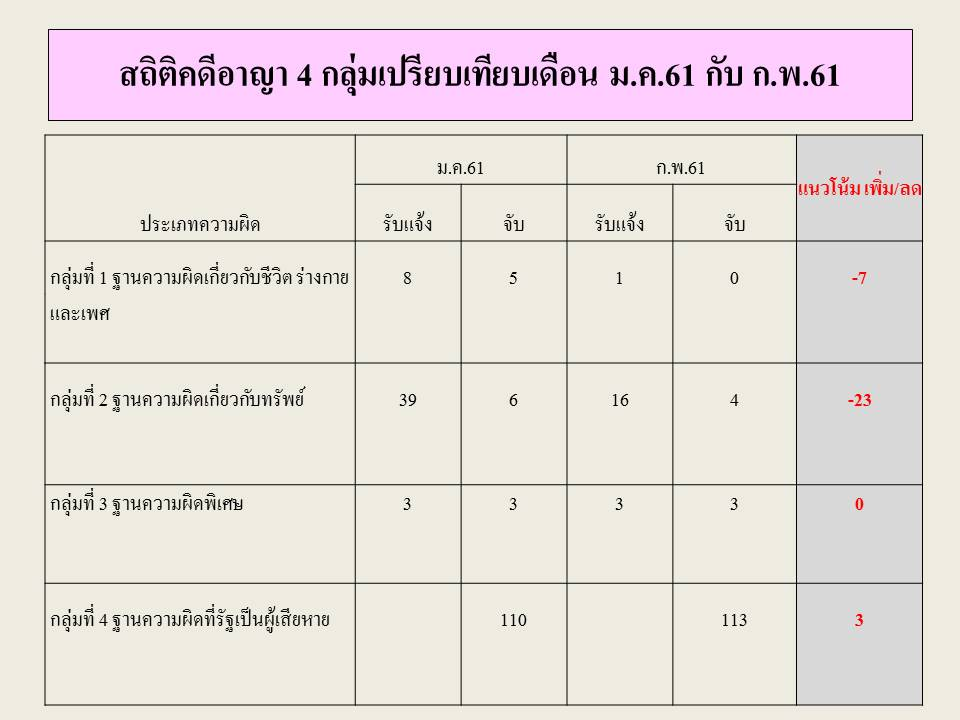 สถิติคดีอาญา 4 กลุ่มเปรียบเทียบเดือน ม.ค.61 กับ ก.พ.61
ประเภทความผิด ม.ค.61 ก.พ.61 แนวโน้ม เพิ่ม/ลด
รับแจ้ง จับ รับแจ้ง จับ
กลุ่มที่ 1 ฐานความผิดเกี่ยวกับชีวิต ร่างกาย 8 5 1 0 -7
และเพศ
กลุ่มที่ 2 ฐานความผิดเกี่ยวกับทรัพย์ 39 6 16 4 -23
กลุ่มที่ 3 ฐานความผิดพิเศษ 3 3 3 3 0
กลุ่มที่ 4 ฐานความผิดที่รัฐเป็นผู้เสียหาย 110 113 3